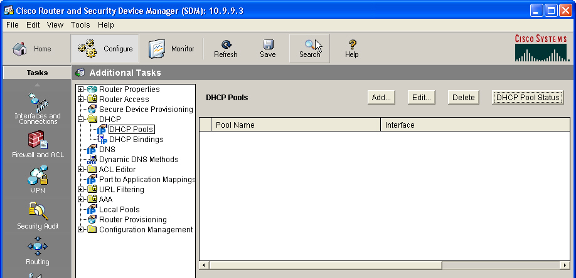 Cisco Router and Security Device Manager (SDM): 10.9.9.3
File Edit View Tools Help
Home Configure Monitor Refresh Save Search Help
CISCO SYSTEMS
Tasks
Additional Tasks
Interfaces and
Connections
Firewall and ACL
VPN
Security Audit
Routing
Router Properties
Router Access
Secure Device Provisioning
DHCP
DHCP Pools
DHCP Bindings
DNS
Dynamic DNS Methods
ACL Editor
Port to Application Mappings
URL Filtering
AAA
Local Pools
Router Provisioning
Configuration Management
DHCP Pools
Add... Edit... Delete DHCP Pool Status
Pool Name Interface